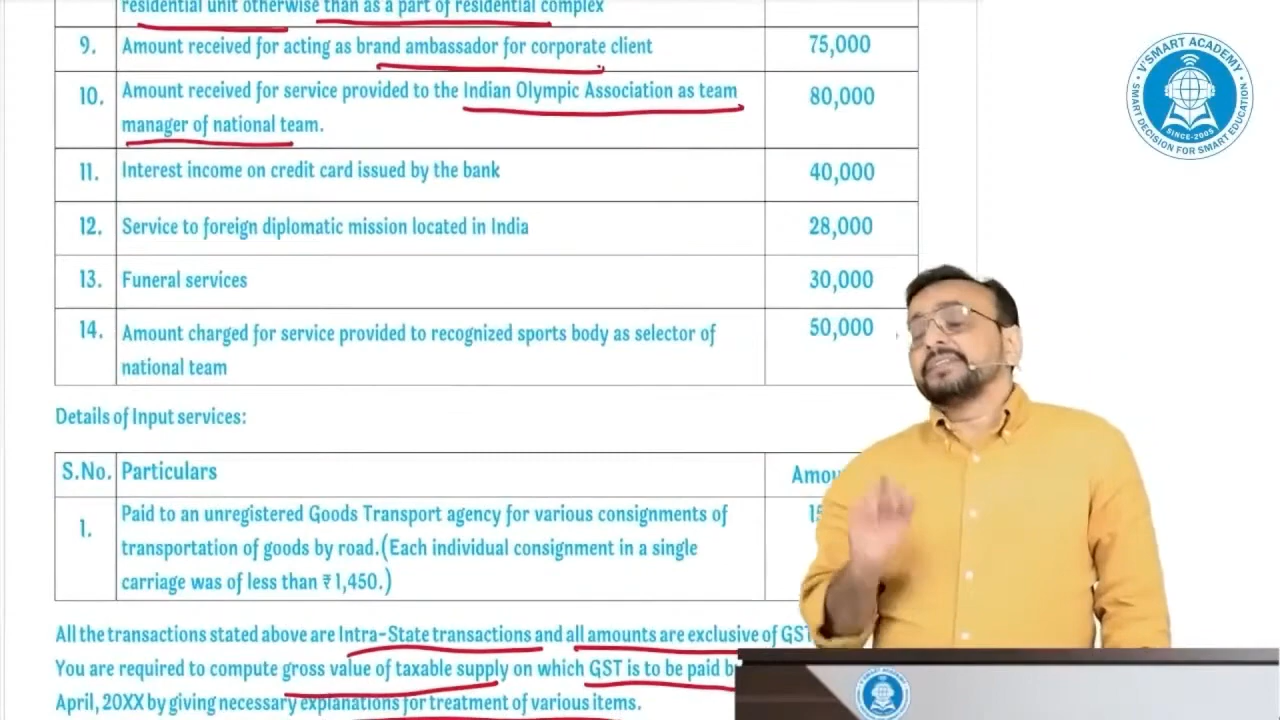 residential unit otherwise than as a part of residential complex
9. Amount received for acting as brand ambassador for corporate client 75,000
10. Amount received for service provided to the Indian Olympic Association as team 80,000
manager of national team.
11. Interest income on credit card issued by the bank 40,000
12. Service to foreign diplomatic mission located in India 28,000
13. Funeral services 30,000
14. Amount charged for service provided to recognized sports body as selector of 50,000
national team
Details of Input services:
S.No. Particulars
1. Paid to an unregistered Goods Transport agency for various consignments of
transportation of goods by road.(Each individual consignment in a single
carriage was of less than ₹1,450.)
All the transactions stated above are Intra-State transactions and all amounts are exclusive of GST
You are required to compute gross value of taxable supply on which GST is to be paid
April, 20XX by giving necessary explanations for treatment of various items.
V'SMART ACADEMY
SINCE-2005
SMART DECISION FOR SMART EDUCATION